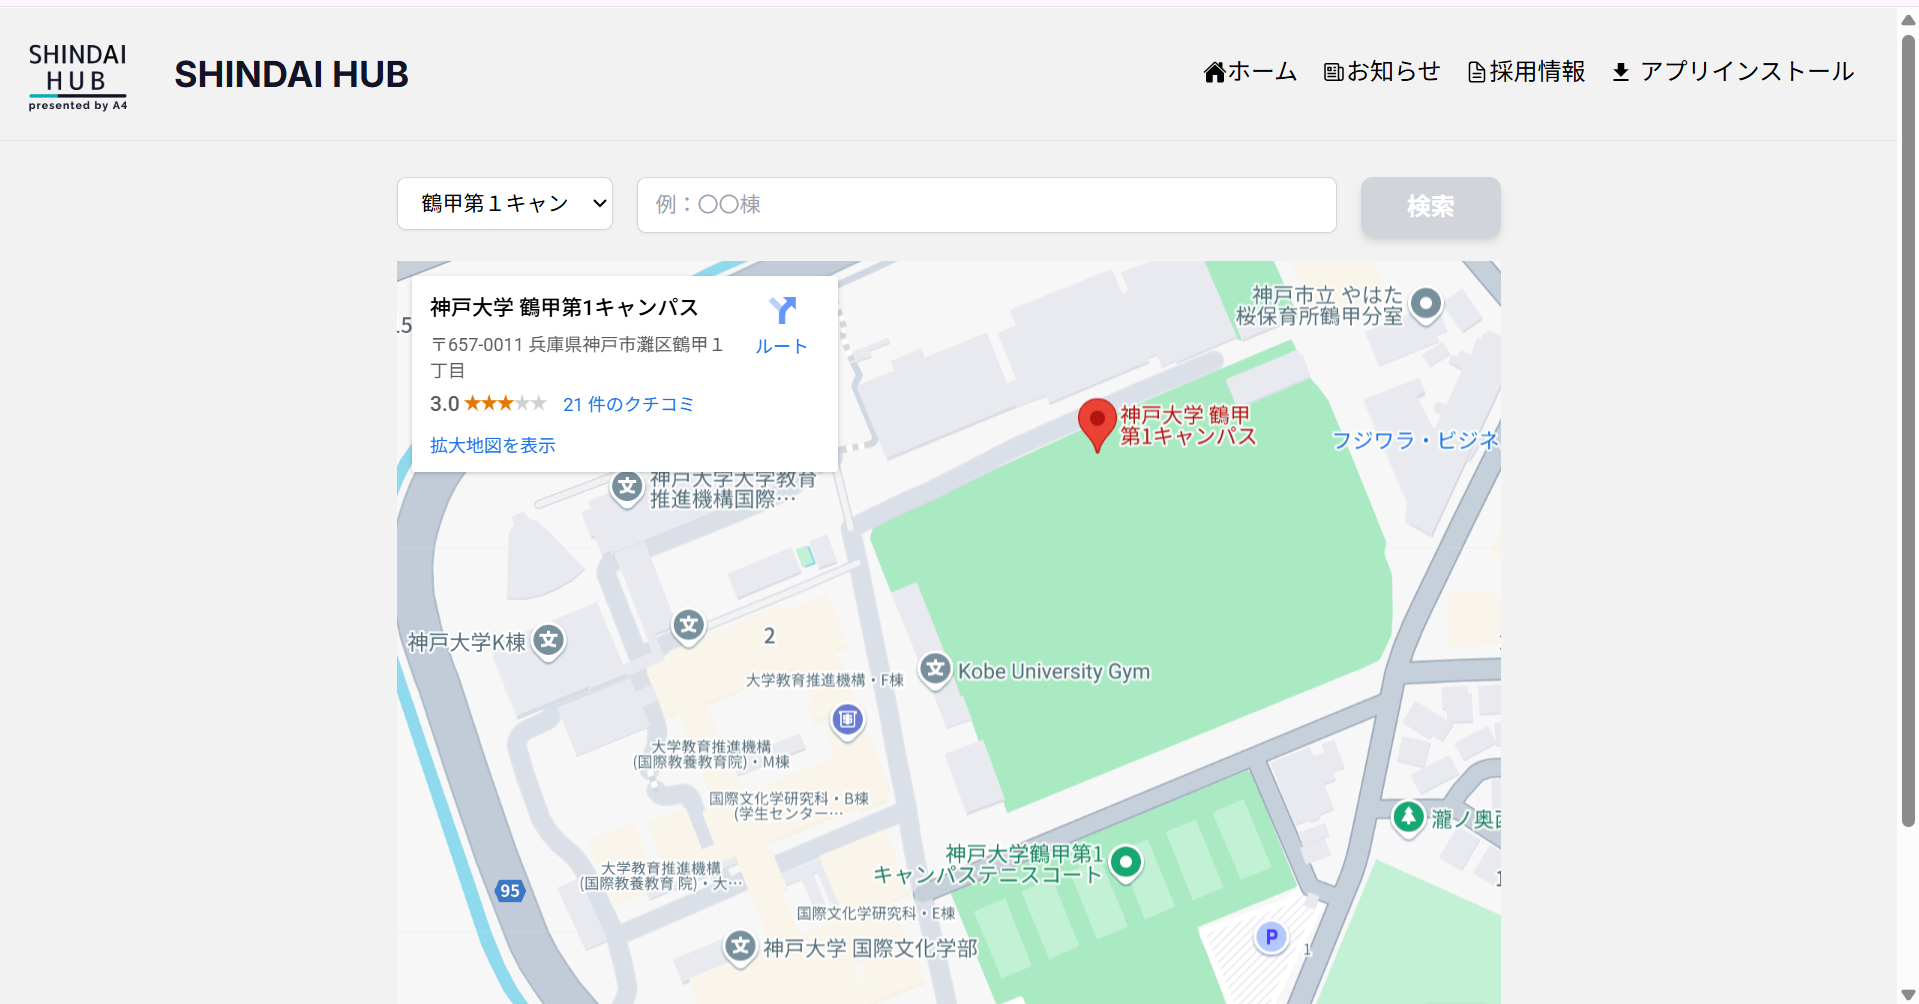 SHINDAI
HUB
presented by A4
SHINDAI HUB
ホーム
お知らせ
採用情報
アプリインストール
鶴甲第１キャン
例：〇〇棟
検索
神戸大学 鶴甲第1キャンパス
〒657-0011 兵庫県神戸市灘区鶴甲１
丁目
3.0
21 件のクチコミ
拡大地図を表示
ルート
神戸市立 やはた
桜保育所鶴甲分室
神戸大学 鶴甲
第1キャンパス
フジワラ・ビジネ
神戸大学大学教育
推進機構国際…
神戸大学K棟
2
大学教育推進機構・F棟
Kobe University Gym
大学教育推進機構
(国際教養教育院)・M棟
国際文化学研究科・B棟
(学生センター…
瀧ノ奥西
神戸大学鶴甲第1
キャンパステニスコート
大学教育推進機構
(国際教養教育院)・大…
95
国際文化学研究科・E棟
神戸大学 国際文化学部
P
1